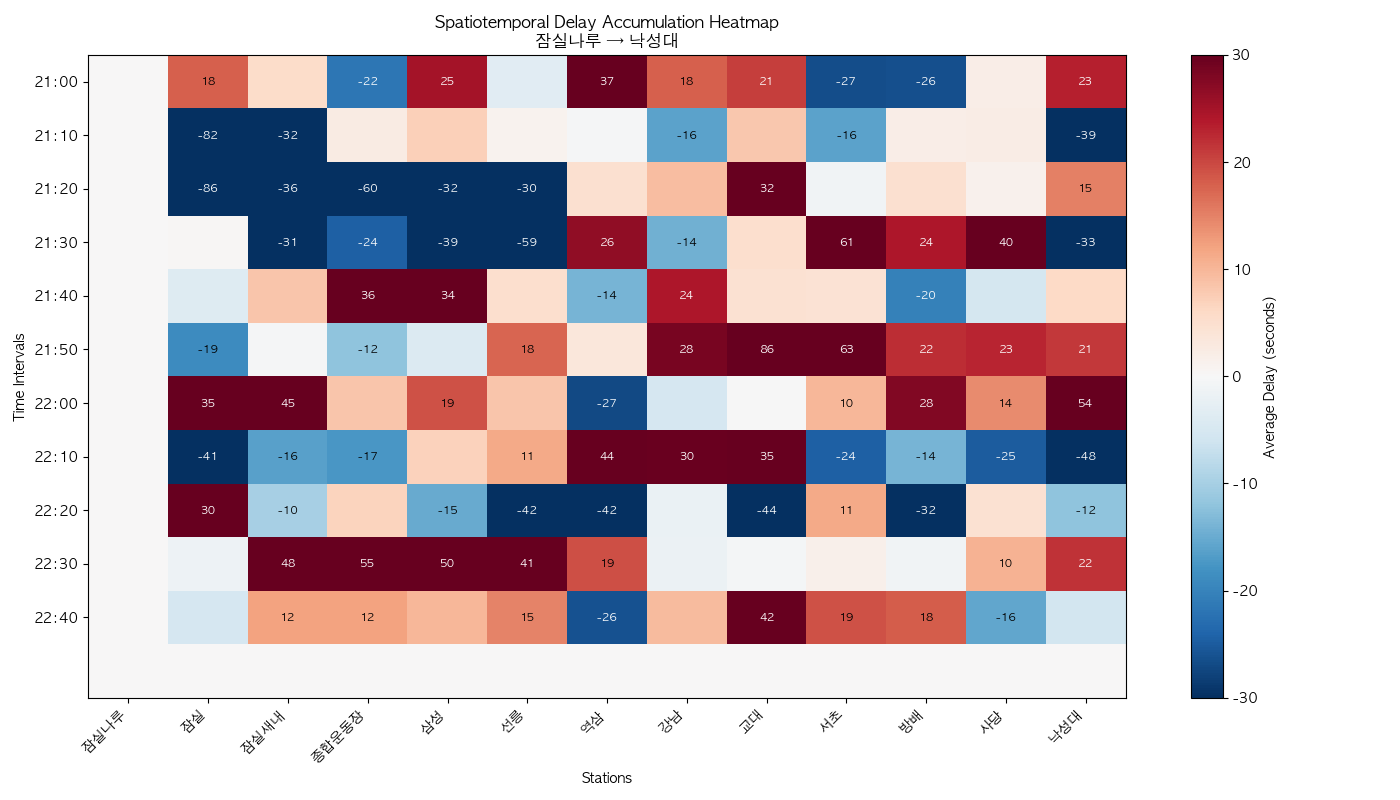 Spatiotemporal Delay Accumulation Heatmap
잠실나루 → 낙성대
Time Intervals
21:00 18 -22 25 37 18 21 -27 -26 23
21:10 -82 -32 -16 -16 -39
21:20 -86 -36 -60 -32 -30 32 15
21:30 -31 -24 -39 -59 26 -14 61 24 40 -33
21:40 36 34 -14 24 -20
21:50 -19 -12 18 28 86 63 22 23 21
22:00 35 45 19 -27 10 28 14 54
22:10 -41 -16 -17 11 44 30 35 -24 -14 -25 -48
22:20 30 -10 -15 -42 -42 -44 11 -32 -12
22:30 48 55 50 41 19 10 22
22:40 12 12 15 -26 42 19 18 -16
잠실나루 잠실 잠실새내 종합운동장 삼성 선릉 역삼 강남 교대 서초 방배 사당 낙성대
Stations
30
20
10
0
-10
-20
-30
Average Delay (seconds)